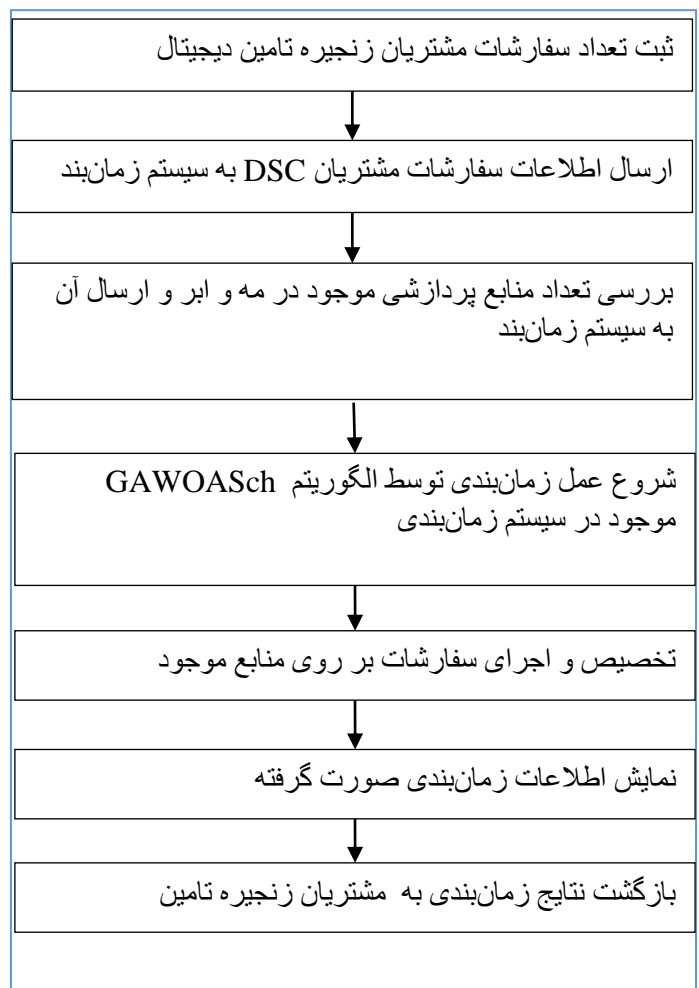 ثبت تعداد سفارشات مشتریان زنجیره تامین دیجیتال
ارسال اطلاعات سفارشات مشتریان DSC به سیستم زمان‌بند
بررسی تعداد منابع پردازشی موجود در مه و ابر و ارسال آن
به سیستم زمان‌بند
شروع عمل زمان‌بندی توسط الگوریتم GAWOASch
موجود در سیستم زمان‌بندی
تخصیص و اجرای سفارشات بر روی منابع موجود
نمایش اطلاعات زمان‌بندی صورت گرفته
بازگشت نتایج زمان‌بندی به مشتریان زنجیره تامین